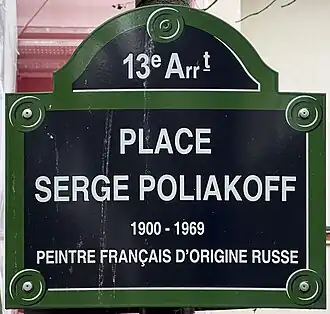 13e Arrt
PLACE
SERGE POLIAKOFF
1900 - 1969
PEINTRE FRANÇAIS D'ORIGINE RUSSE